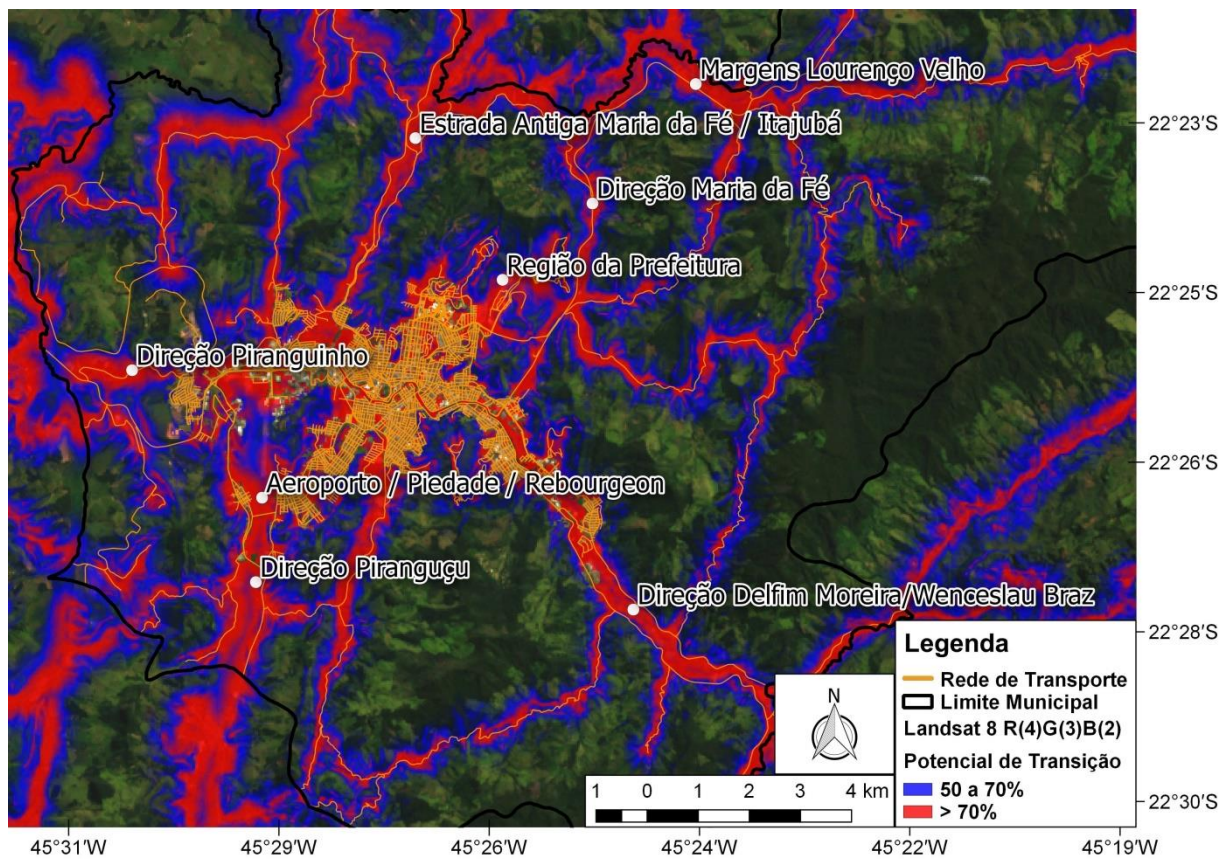 Margens Lourenço Velho
22°23'S
Estrada Antiga Maria da Fé / Itajubá
Direção Maria da Fé
Região da Prefeitura
22°25'S
Direção Piranguinho
22°26'S
Aeroporto / Piedade / Rebourgeon
Direção Piranguçu
Direção Delfim Moreira/Wenceslau Braz
22°28'S
Legenda
Rede de Transporte
Limite Municipal
Landsat 8 R(4)G(3)B(2)
Potencial de Transição
50 a 70%
> 70%
N
1 0 1 2 3 4 km
22°30'S
45°31'W 45°29'W 45°26'W 45°24'W 45°22'W 45°19'W